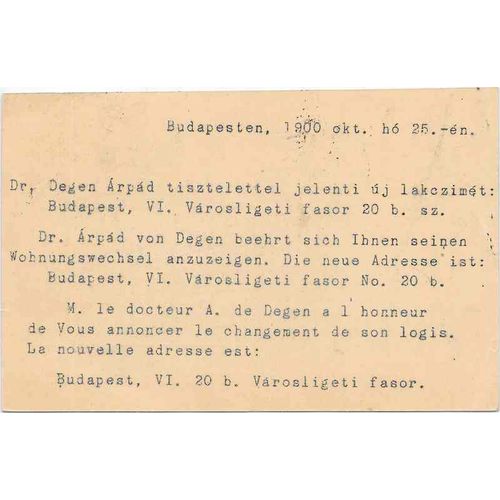 Budapesten, 1900 okt. hó 25.-én.
Dr, Degen Árpád tisztelettel jelenti új lakczimét:
Budapest, VI. Városligeti fasor 20 b. sz.
Dr. Árpád von Degen beehrt sich Ihnen seinen
Wohnungswechsel anzuzeigen. Die neue Adresse ist:
Budapest, VI. Városligeti fasor No. 20 b.
M. le docteur A. de Degen a l honneur
de Vous annoncer le changement de son logis.
La nouvelle adresse est:
Budapest, VI. 20 b. Városligeti fasor.